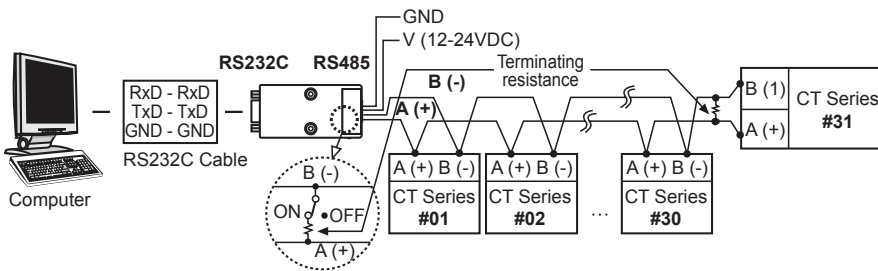 GND
V (12-24VDC)
RS232C
RS485
Terminating
resistance
B (-)
A (+)
RxD - RxD
TxD - TxD
GND - GND
RS232C Cable
Computer
B (-)
ON
OFF
A (+)
A (+) B (-)
CT Series
#01
A (+) B (-)
CT Series
#02
...
A (+) B (-)
CT Series
#30
B (1)
A (+)
CT Series
#31